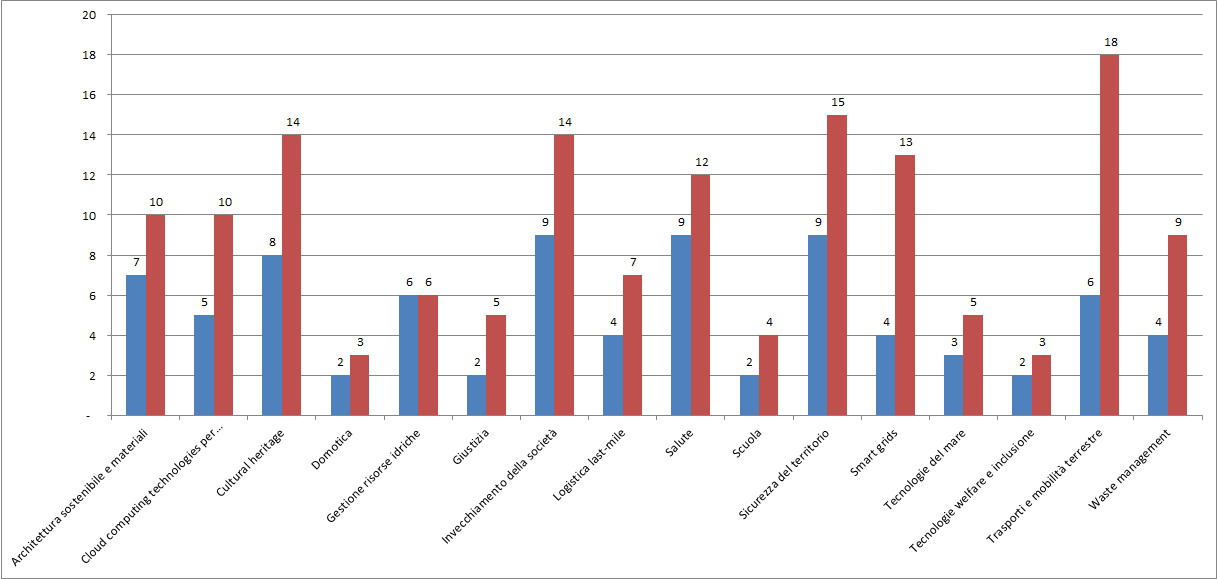 20
18
16
14
12
10
8
6
4
2
-
7
10
5
10
8
14
2
3
6
6
2
5
9
14
4
7
9
12
2
4
9
15
4
13
3
5
2
3
6
18
4
9
Architettura sostenibile e materiali
Cloud computing technologies per...
Cultural heritage
Domotica
Gestione risorse idriche
Giustizia
Invecchiamento della società
Logistica last-mile
Salute
Scuola
Sicurezza del territorio
Smart grids
Tecnologie del mare
Tecnologie welfare e inclusione
Trasporti e mobilità terrestre
Waste management